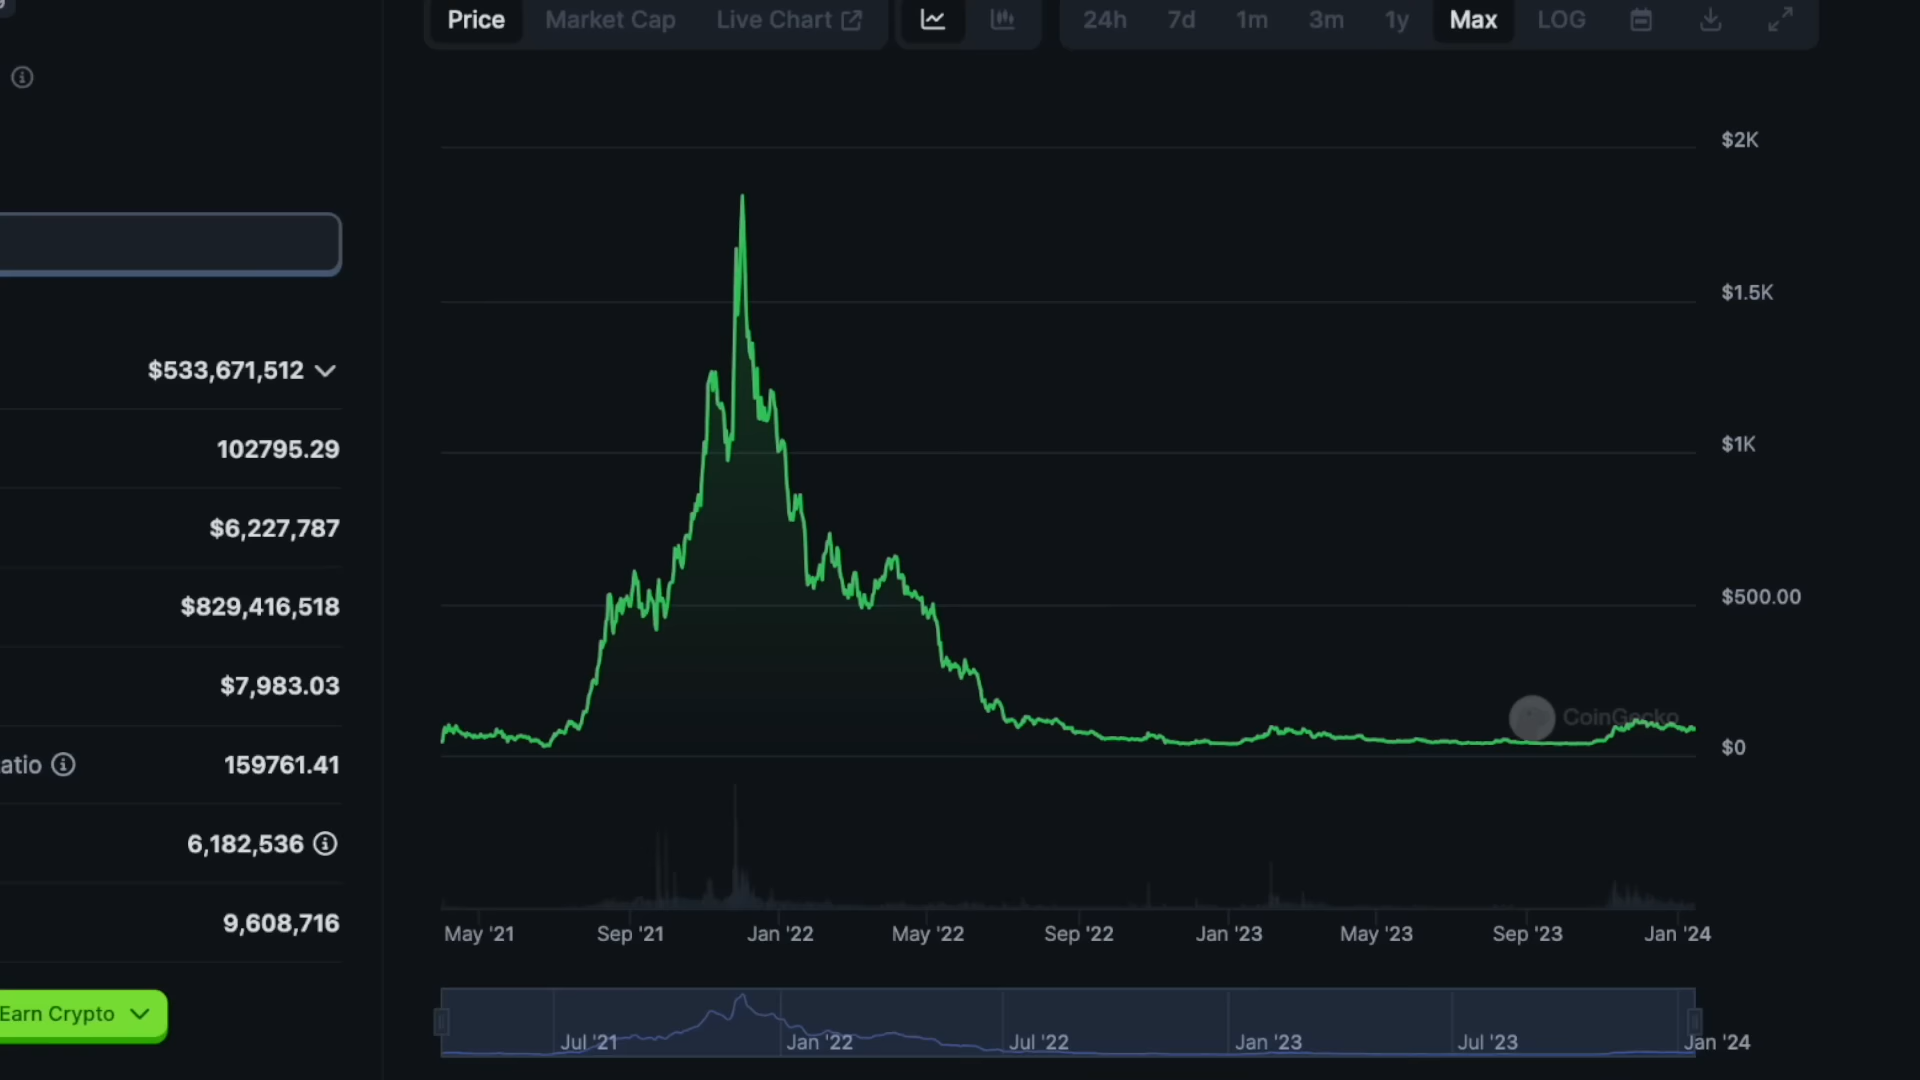 Price Market Cap Live Chart 24h 7d 1m 3m 1y Max LOG
$2K
$1.5K
$1K
$500.00
$0
CoinGecko
$533,671,512
102795.29
$6,227,787
$829,416,518
$7,983.03
atio 159761.41
6,182,536
9,608,716
Earn Crypto
May '21 Sep '21 Jan '22 May '22 Sep '22 Jan '23 May '23 Sep '23 Jan '24
Jul '21 Jan '22 Jul '22 Jan '23 Jul '23 Jan '24